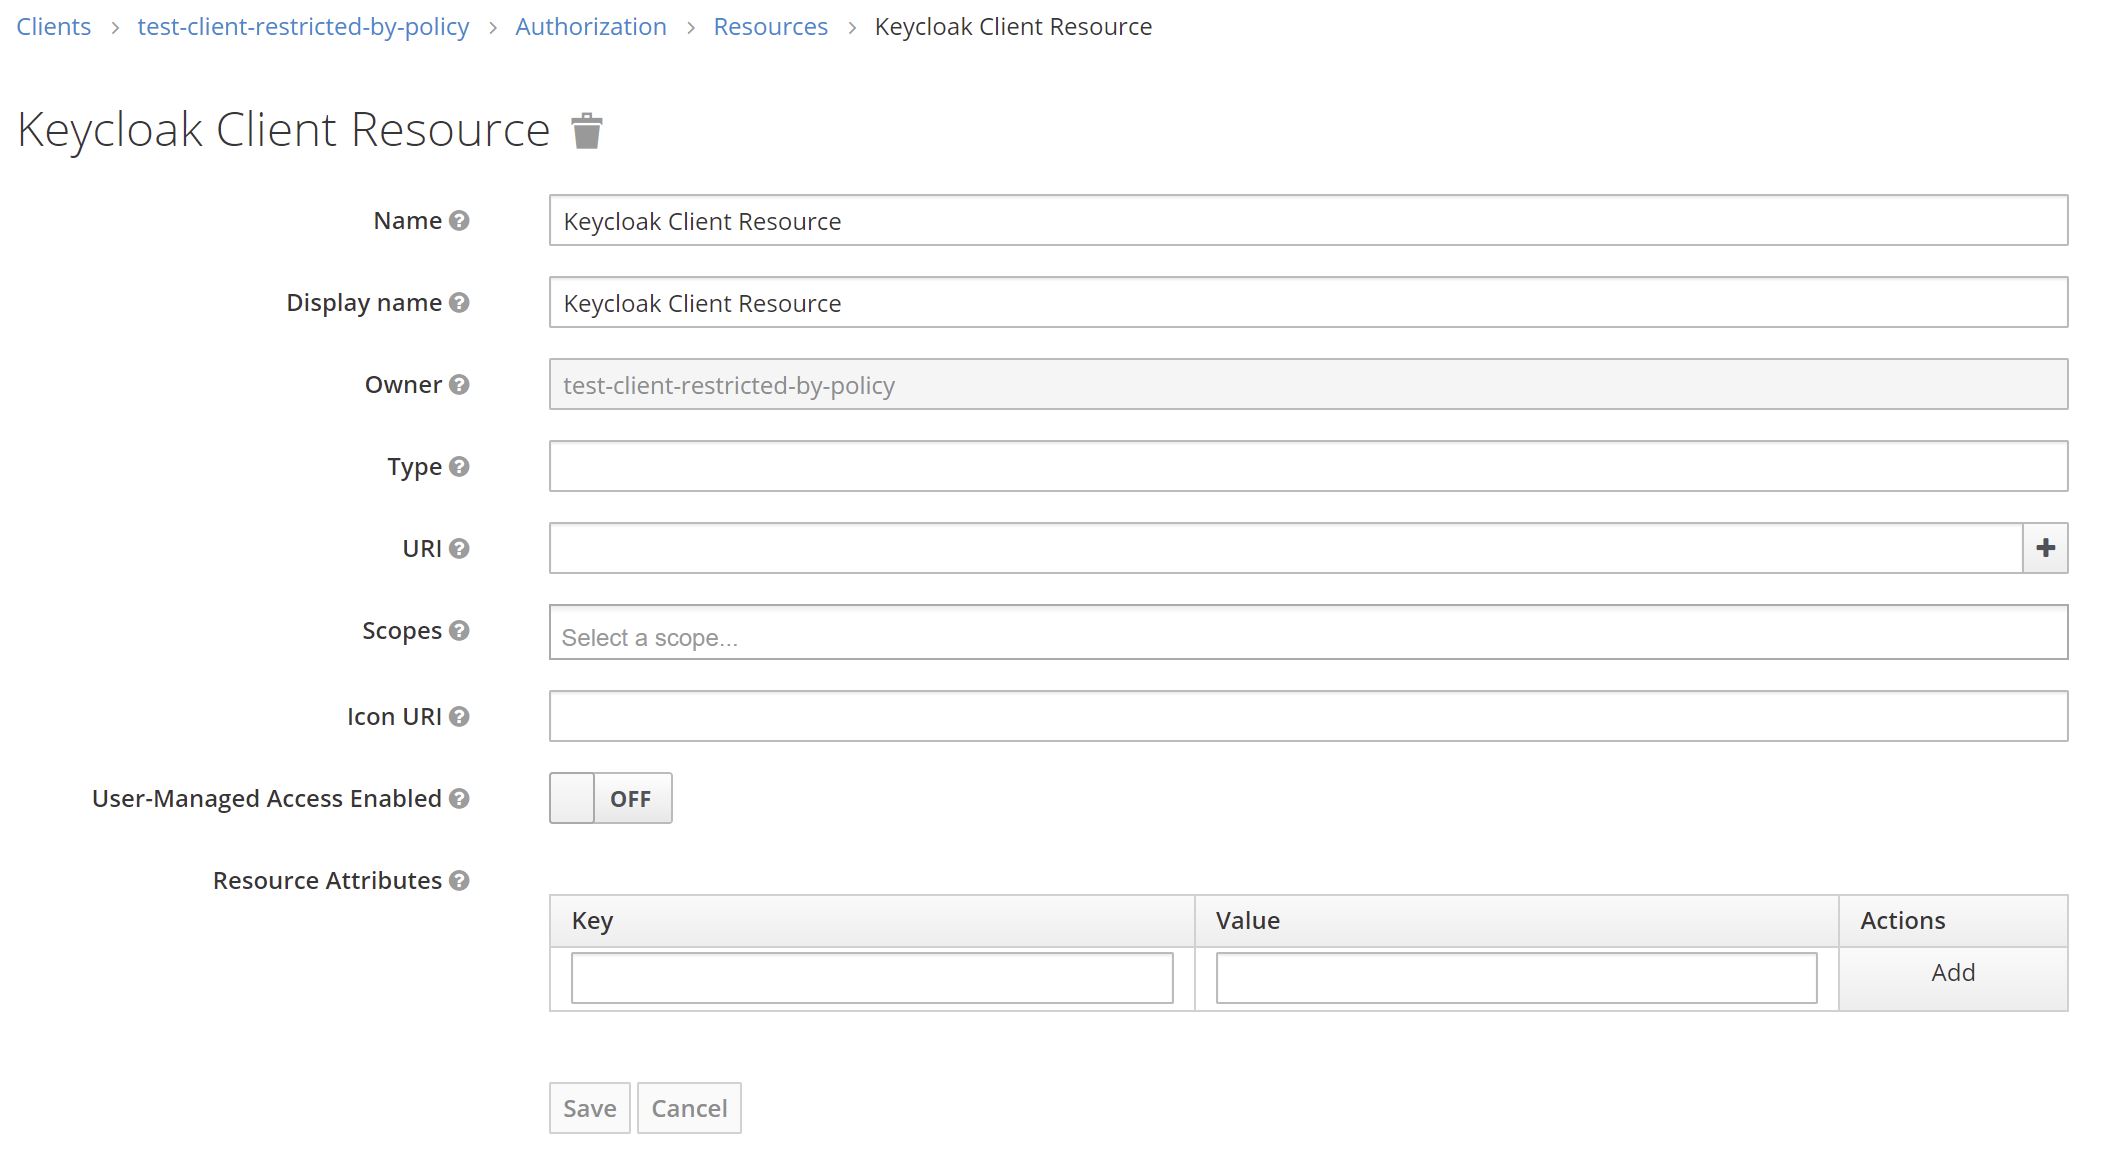 Clients › test-client-restricted-by-policy › Authorization › Resources › Keycloak Client Resource
Keycloak Client Resource
Name
Keycloak Client Resource
Display name
Keycloak Client Resource
Owner
test-client-restricted-by-policy
Type
URI
Scopes
Select a scope...
Icon URI
User-Managed Access Enabled
OFF
Resource Attributes
Key Value Actions
Add
Save Cancel